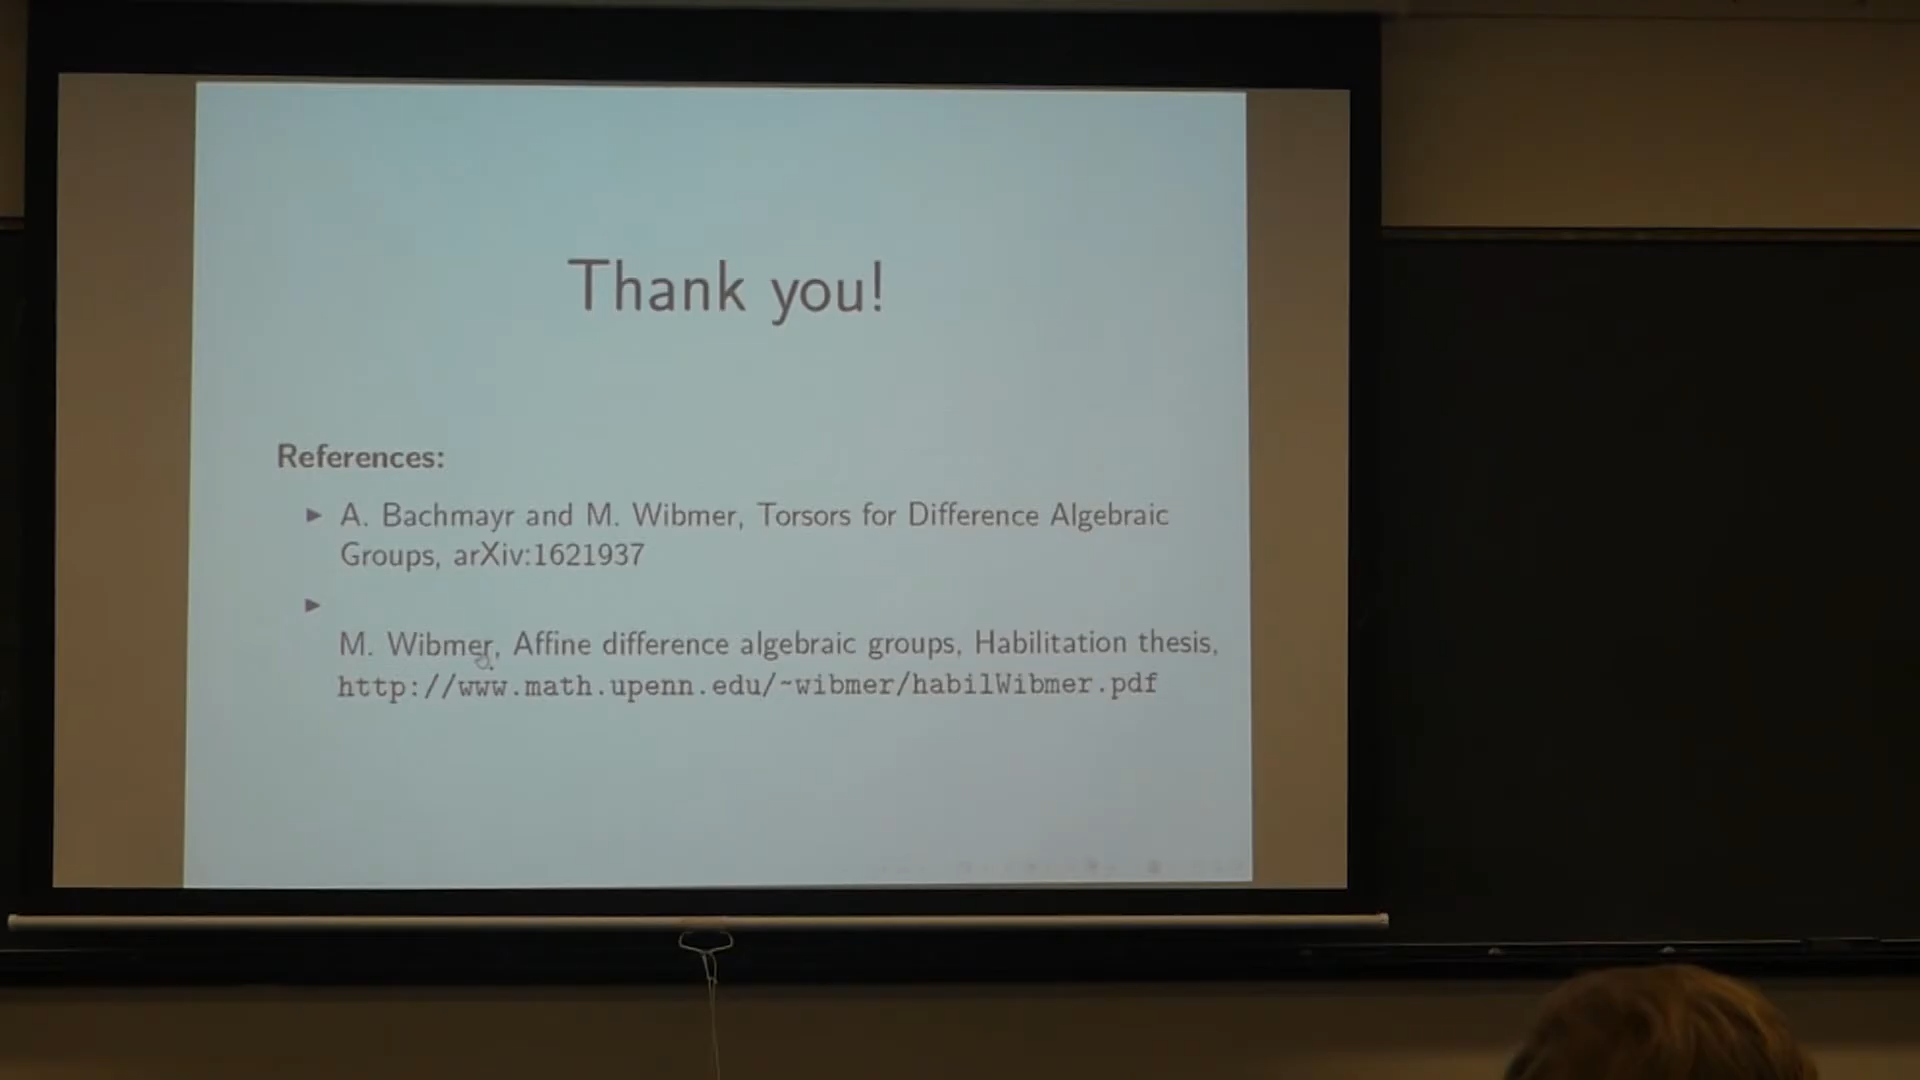 Thank you!
References:
▶ A. Bachmayr and M. Wibmer, Torsors for Difference Algebraic
Groups, arXiv:1621937
▶
M. Wibmer, Affine difference algebraic groups, Habilitation thesis,
http://www.math.upenn.edu/~wibmer/habilWibmer.pdf